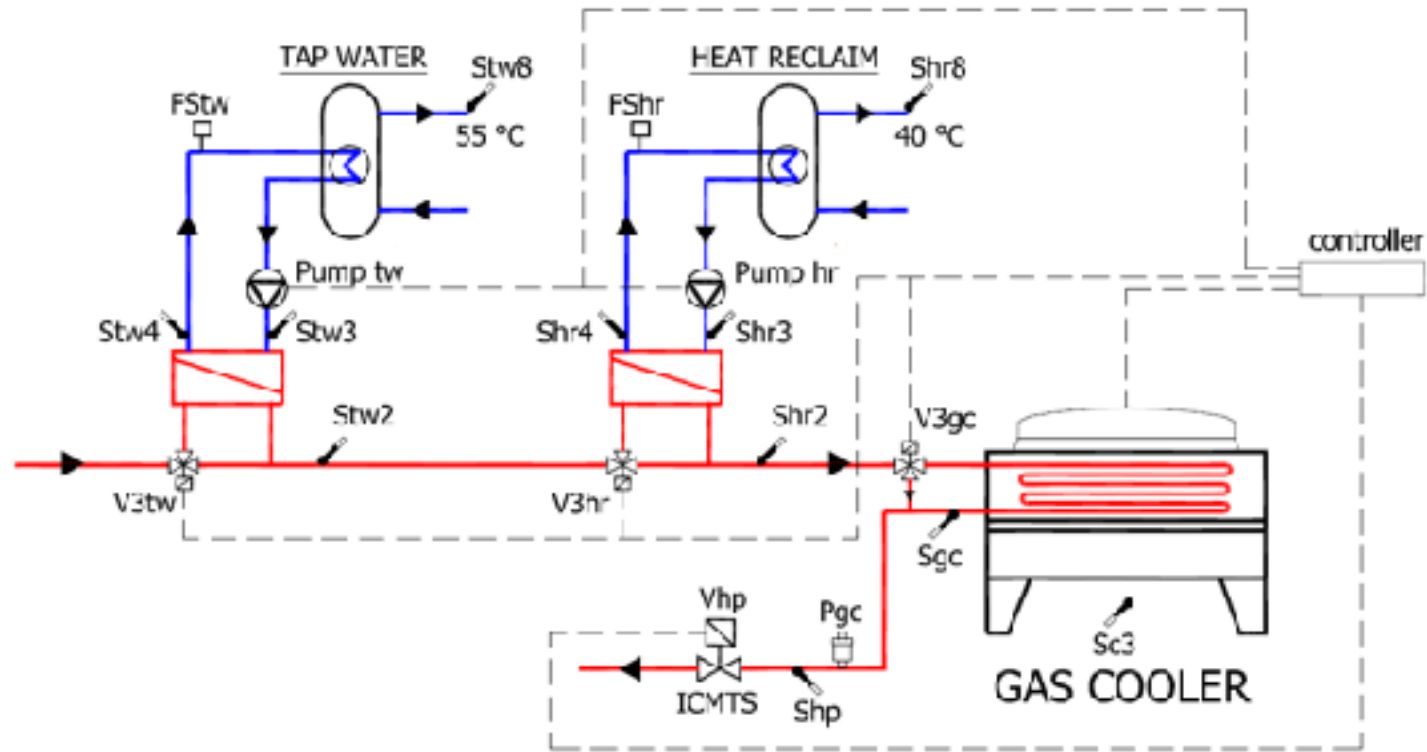 TAP WATER
Stw8
HEAT RECLAIM
Shr8
FStw
FShr
55 °C
40 °C
controller
Pump tw
Pump hr
Stw4
Stw3
Shr4
Shr3
Stw2
Shr2
V3gc
V3tw
V3hr
Sgc
Vhp
Pgc
Sc3
ICMTS
Shp
GAS COOLER